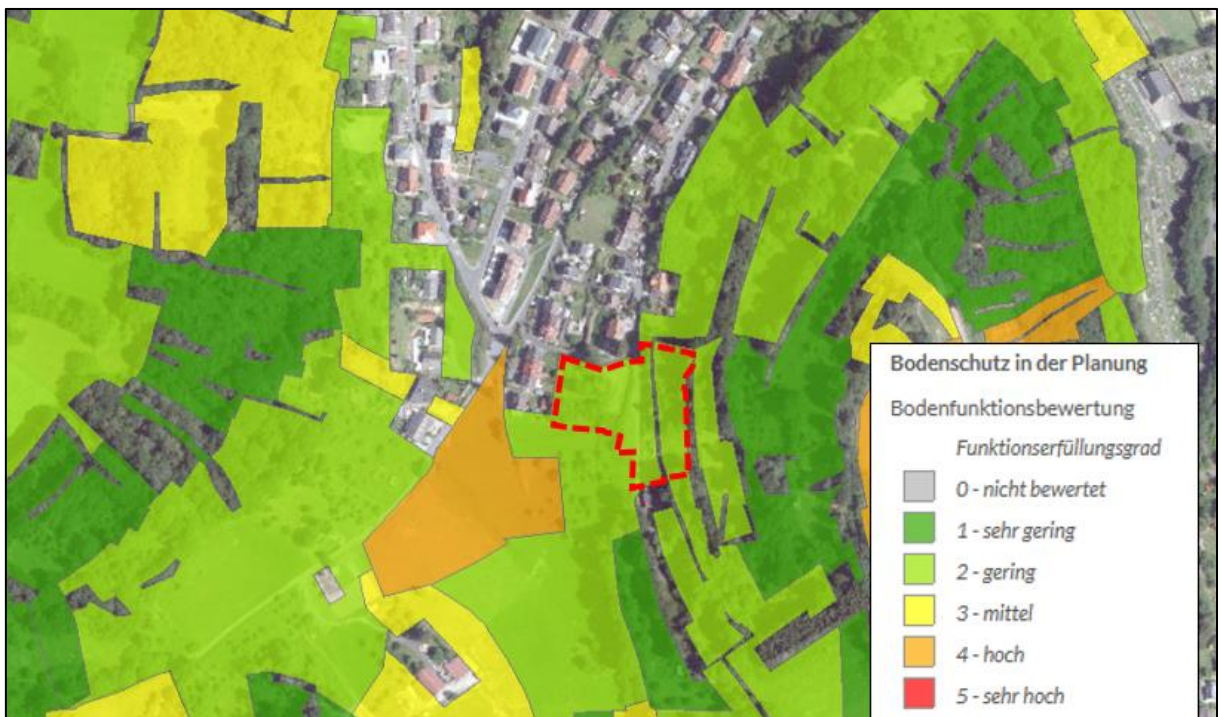 Bodenschutz in der Planung
Bodenfunktionsbewertung
Funktionserfüllungsgrad
0 - nicht bewertet
1 - sehr gering
2 - gering
3 - mittel
4 - hoch
5 - sehr hoch